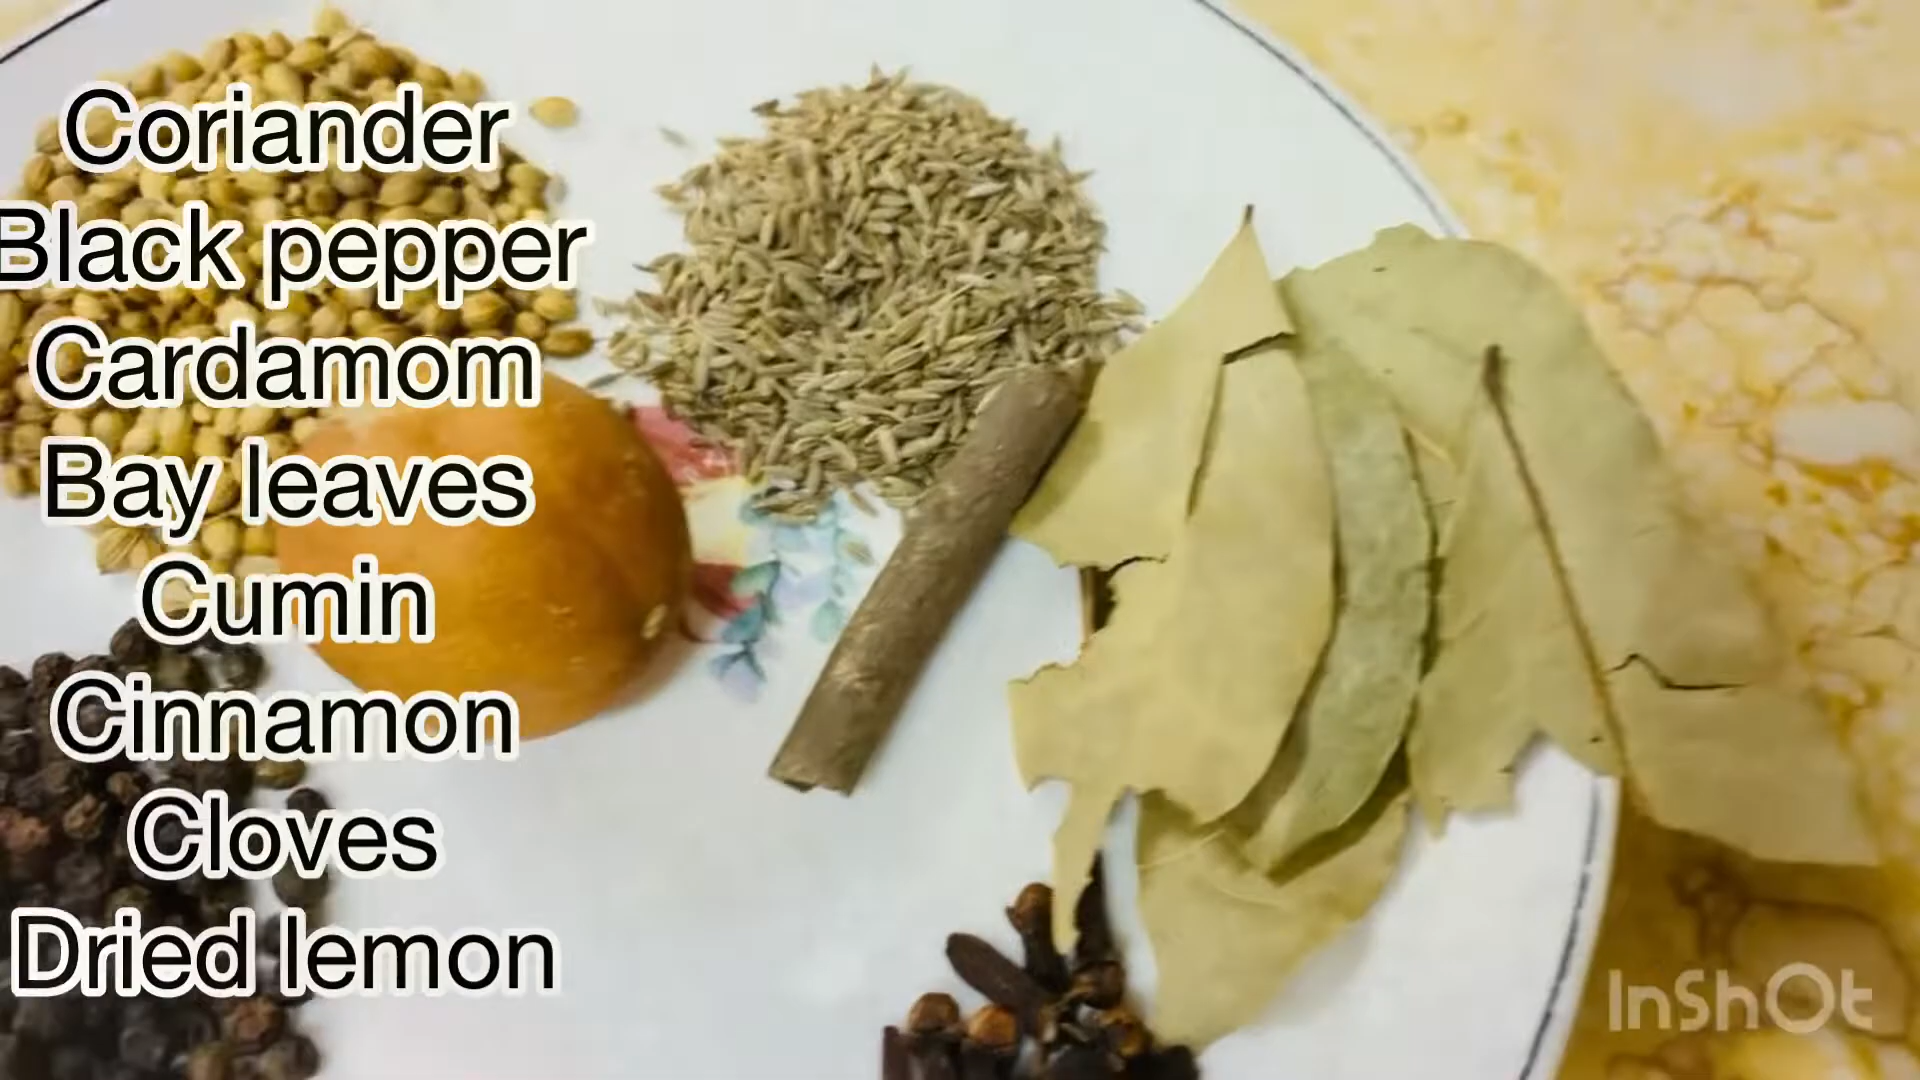 Coriander
Black pepper
Cardamom
Bay leaves
Cumin
Cinnamon
Cloves
Dried lemon
InShOt